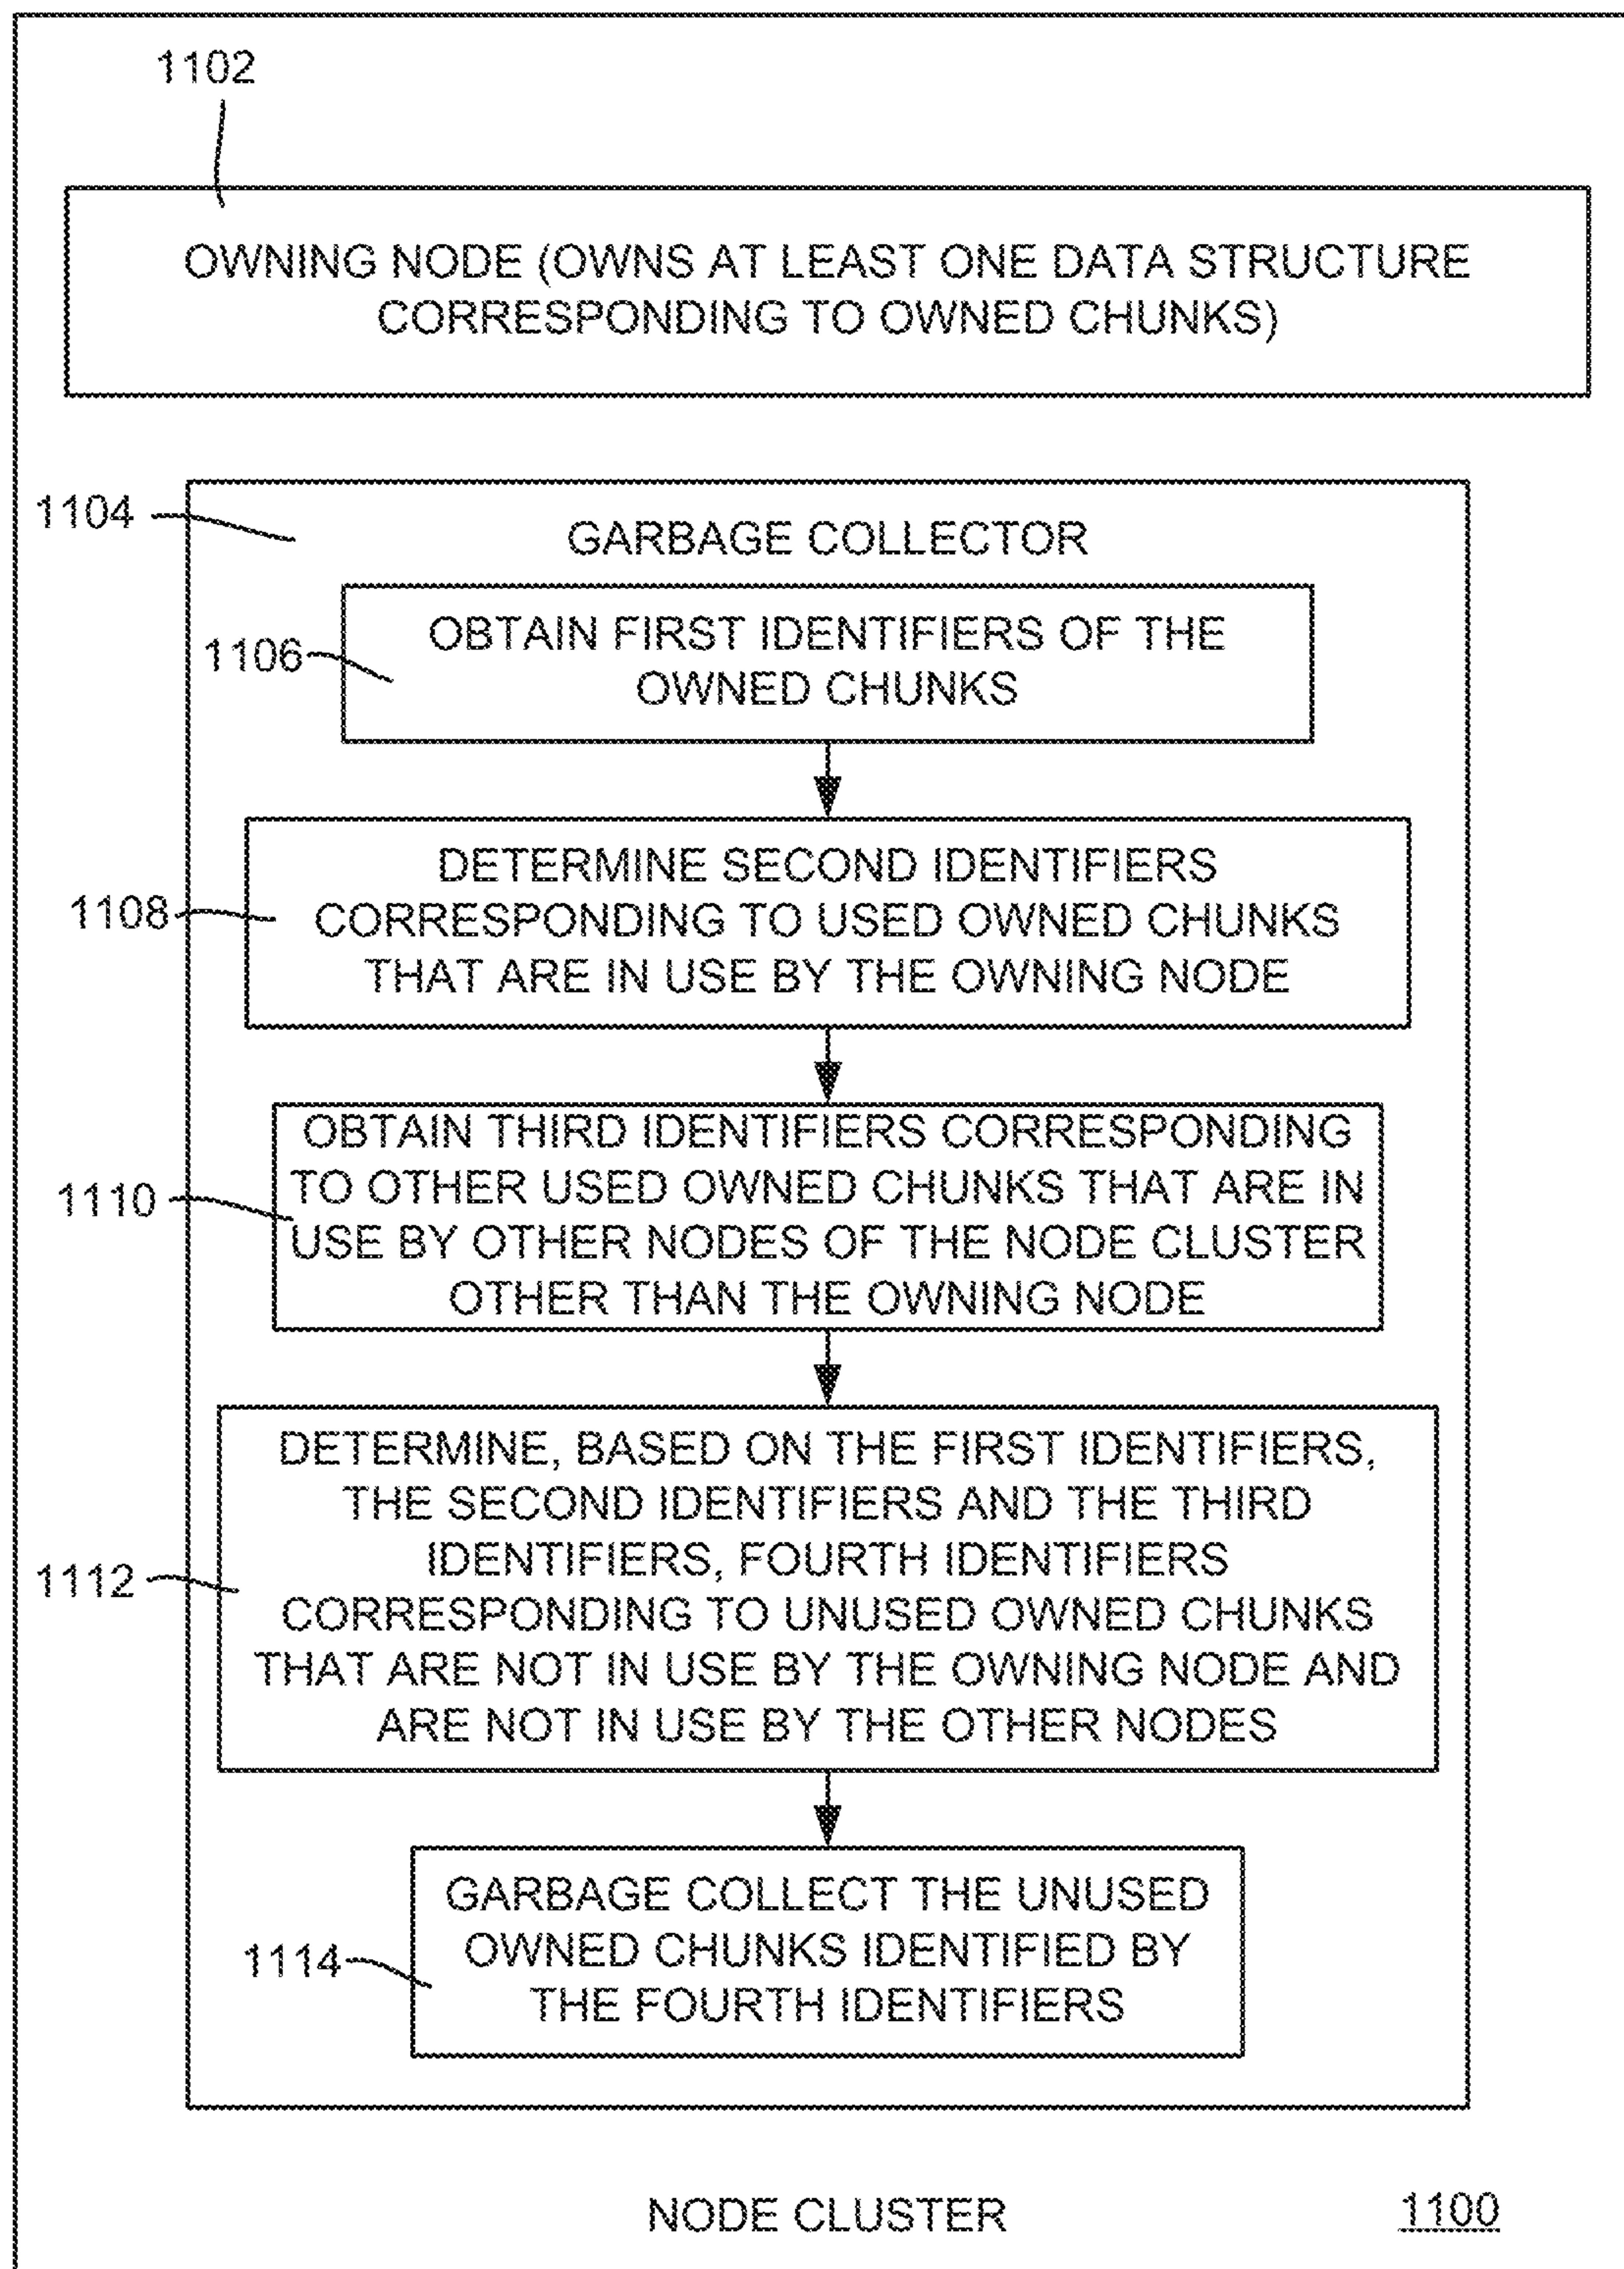 1102
OWNING NODE (OWNS AT LEAST ONE DATA STRUCTURE
CORRESPONDING TO OWNED CHUNKS)
1104
GARBAGE COLLECTOR
1106
OBTAIN FIRST IDENTIFIERS OF THE
OWNED CHUNKS
1108
DETERMINE SECOND IDENTIFIERS
CORRESPONDING TO USED OWNED CHUNKS
THAT ARE IN USE BY THE OWNING NODE
1110
OBTAIN THIRD IDENTIFIERS CORRESPONDING
TO OTHER USED OWNED CHUNKS THAT ARE IN
USE BY OTHER NODES OF THE NODE CLUSTER
OTHER THAN THE OWNING NODE
1112
DETERMINE, BASED ON THE FIRST IDENTIFIERS,
THE SECOND IDENTIFIERS AND THE THIRD
IDENTIFIERS, FOURTH IDENTIFIERS
CORRESPONDING TO UNUSED OWNED CHUNKS
THAT ARE NOT IN USE BY THE OWNING NODE AND
ARE NOT IN USE BY THE OTHER NODES
1114
GARBAGE COLLECT THE UNUSED
OWNED CHUNKS IDENTIFIED BY
THE FOURTH IDENTIFIERS
NODE CLUSTER
1100